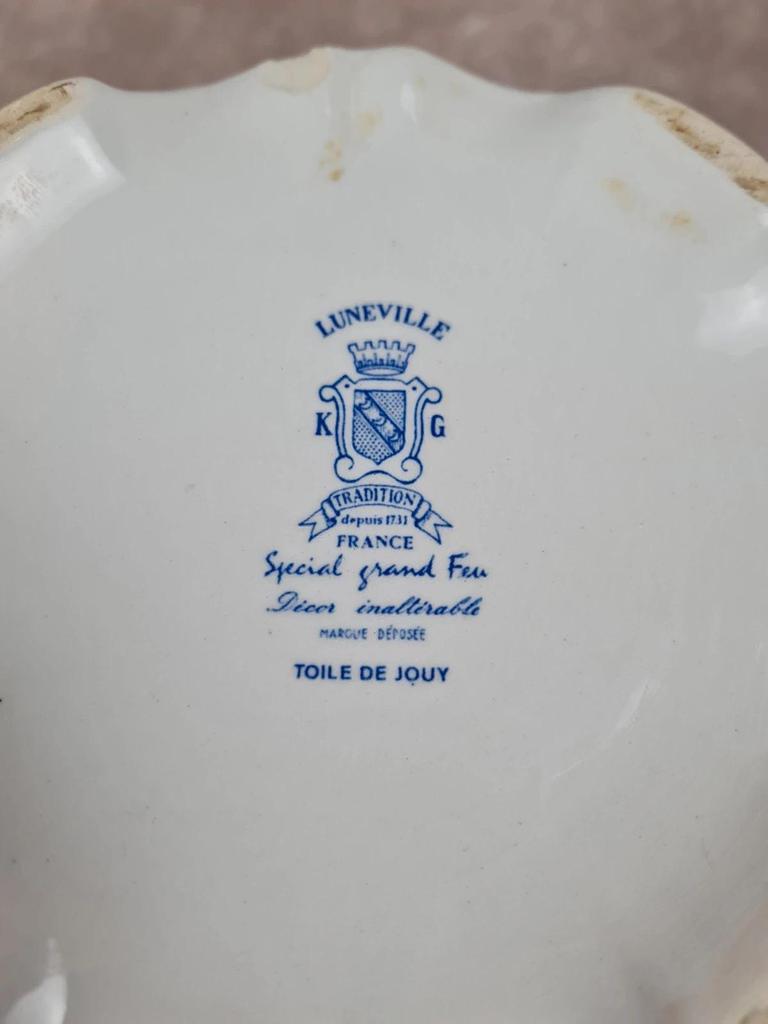 LUNEVILLE
K G
TRADITION
depuis 1731
FRANCE
Special grand Feu
Décor inaltérable
MARQUE DÉPOSÉE
TOILE DE JOUY